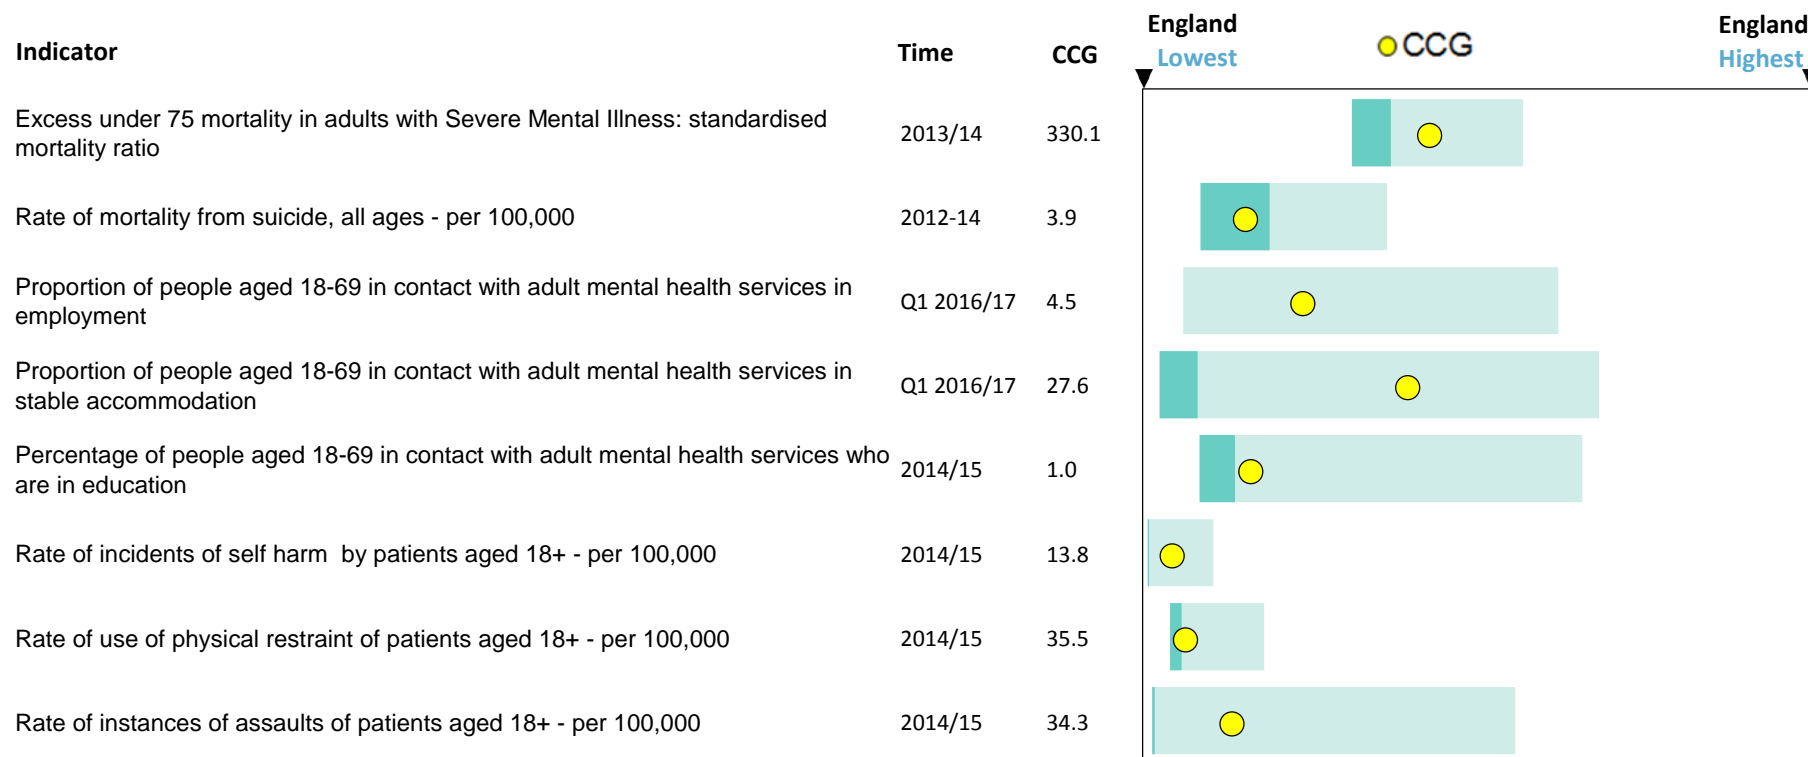 Indicator Time CCG England Lowest CCG England Highest
Excess under 75 mortality in adults with Severe Mental Illness: standardised
mortality ratio
2013/14 330.1
Rate of mortality from suicide, all ages - per 100,000 2012-14 3.9
Proportion of people aged 18-69 in contact with adult mental health services in
employment
Q1 2016/17 4.5
Proportion of people aged 18-69 in contact with adult mental health services in
stable accommodation
Q1 2016/17 27.6
Percentage of people aged 18-69 in contact with adult mental health services who
are in education
2014/15 1.0
Rate of incidents of self harm  by patients aged 18+ - per 100,000 2014/15 13.8
Rate of use of physical restraint of patients aged 18+ - per 100,000 2014/15 35.5
Rate of instances of assaults of patients aged 18+ - per 100,000 2014/15 34.3